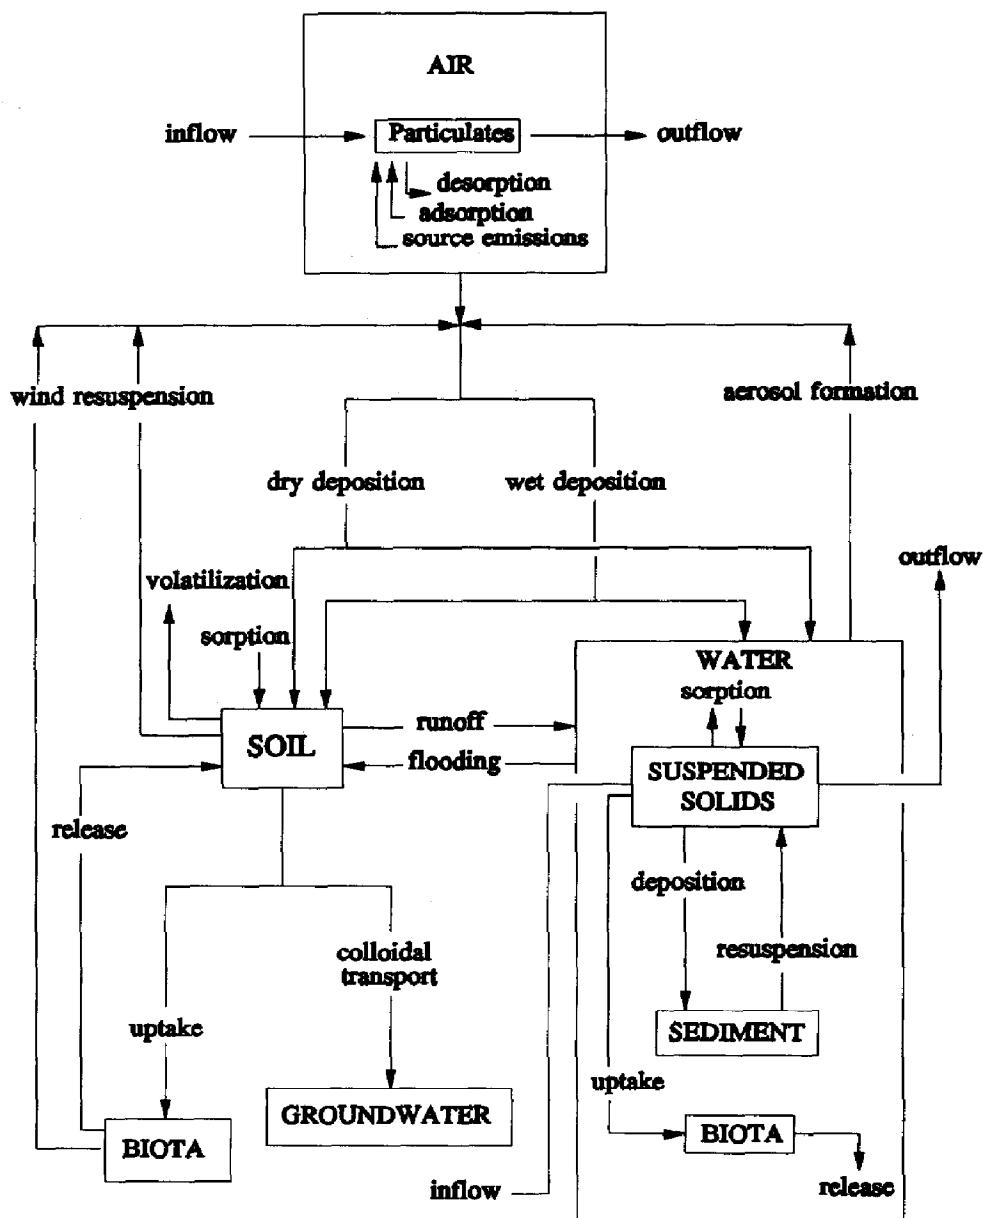 AIR
inflow
Particulates
outflow
desorption
adsorption
source emissions
wind resuspension
aerosol formation
dry deposition
wet deposition
outflow
volatilization
sorption
WATER
sorption
runoff
SOIL
flooding
SUSPENDED
SOLIDS
release
deposition
colloidal
transport
resuspension
uptake
SEDIMENT
uptake
GROUNDWATER
BIOTA
BIOTA
inflow
release